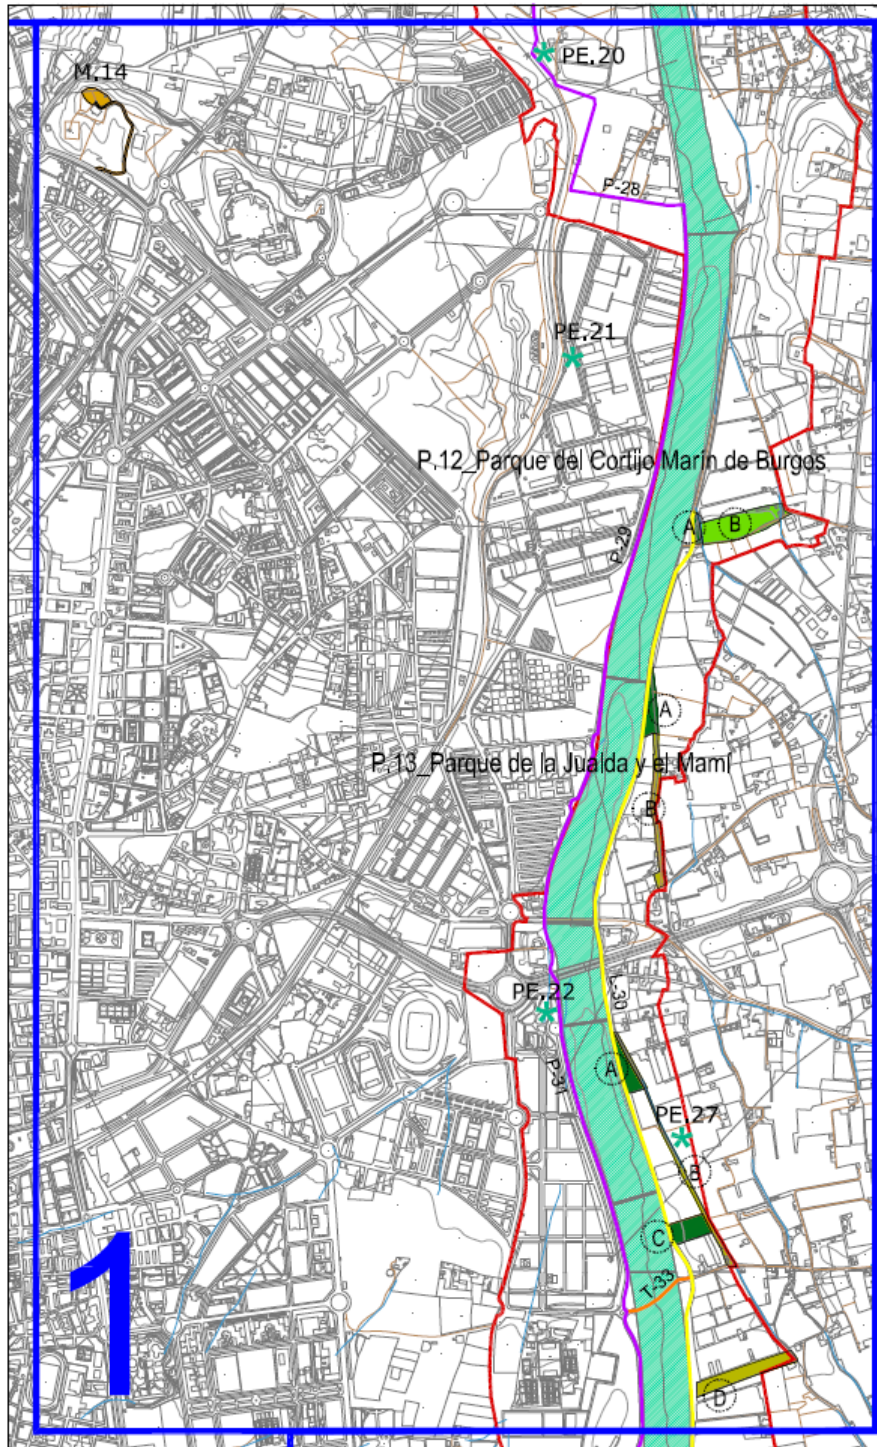 PE.20
M.14
P-28
PE.21
P.12_Parque del Cortijo Marin de Burgos
A
B
P-29
A
P.13_Parque de la Jualda y el Mami
B
L-30
PE.22
A
P-31
PE.27
B
C
T-33
1
D